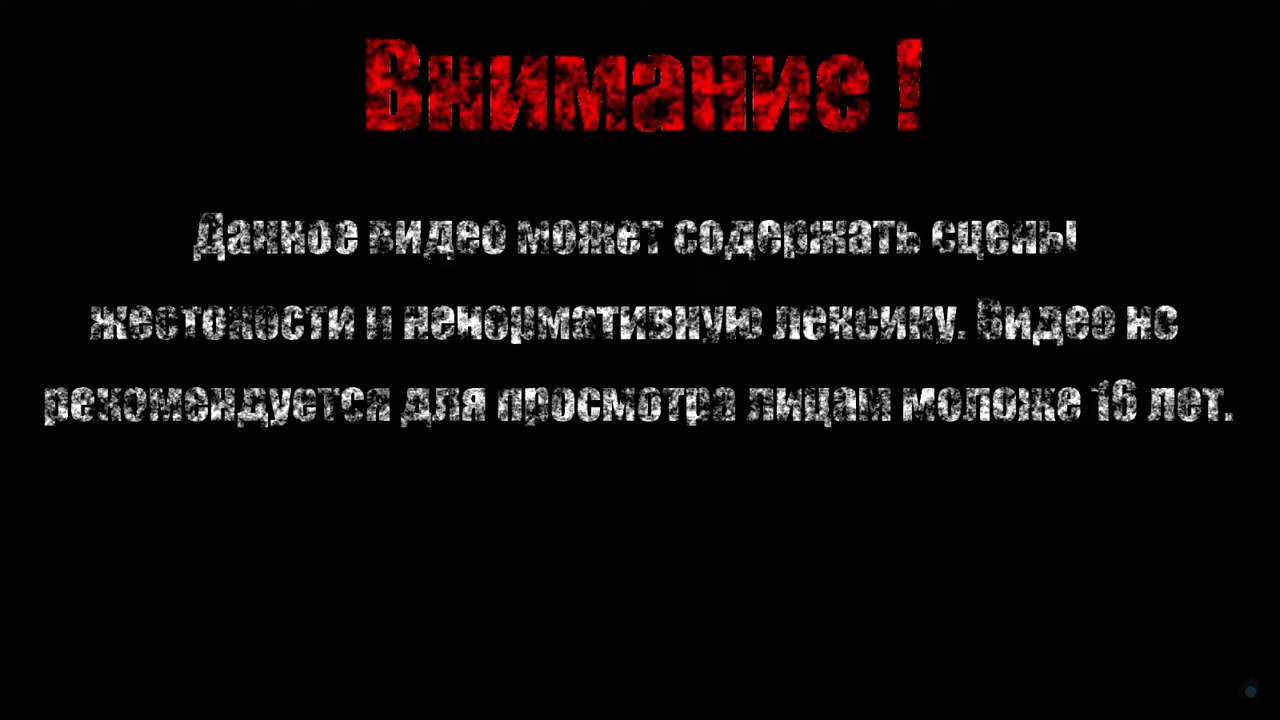 Внимание !
Данное видео может содержать сцены
жестокости и ненормативную лексику. Видео не
рекомендуется для просмотра лицам моложе 16 лет.